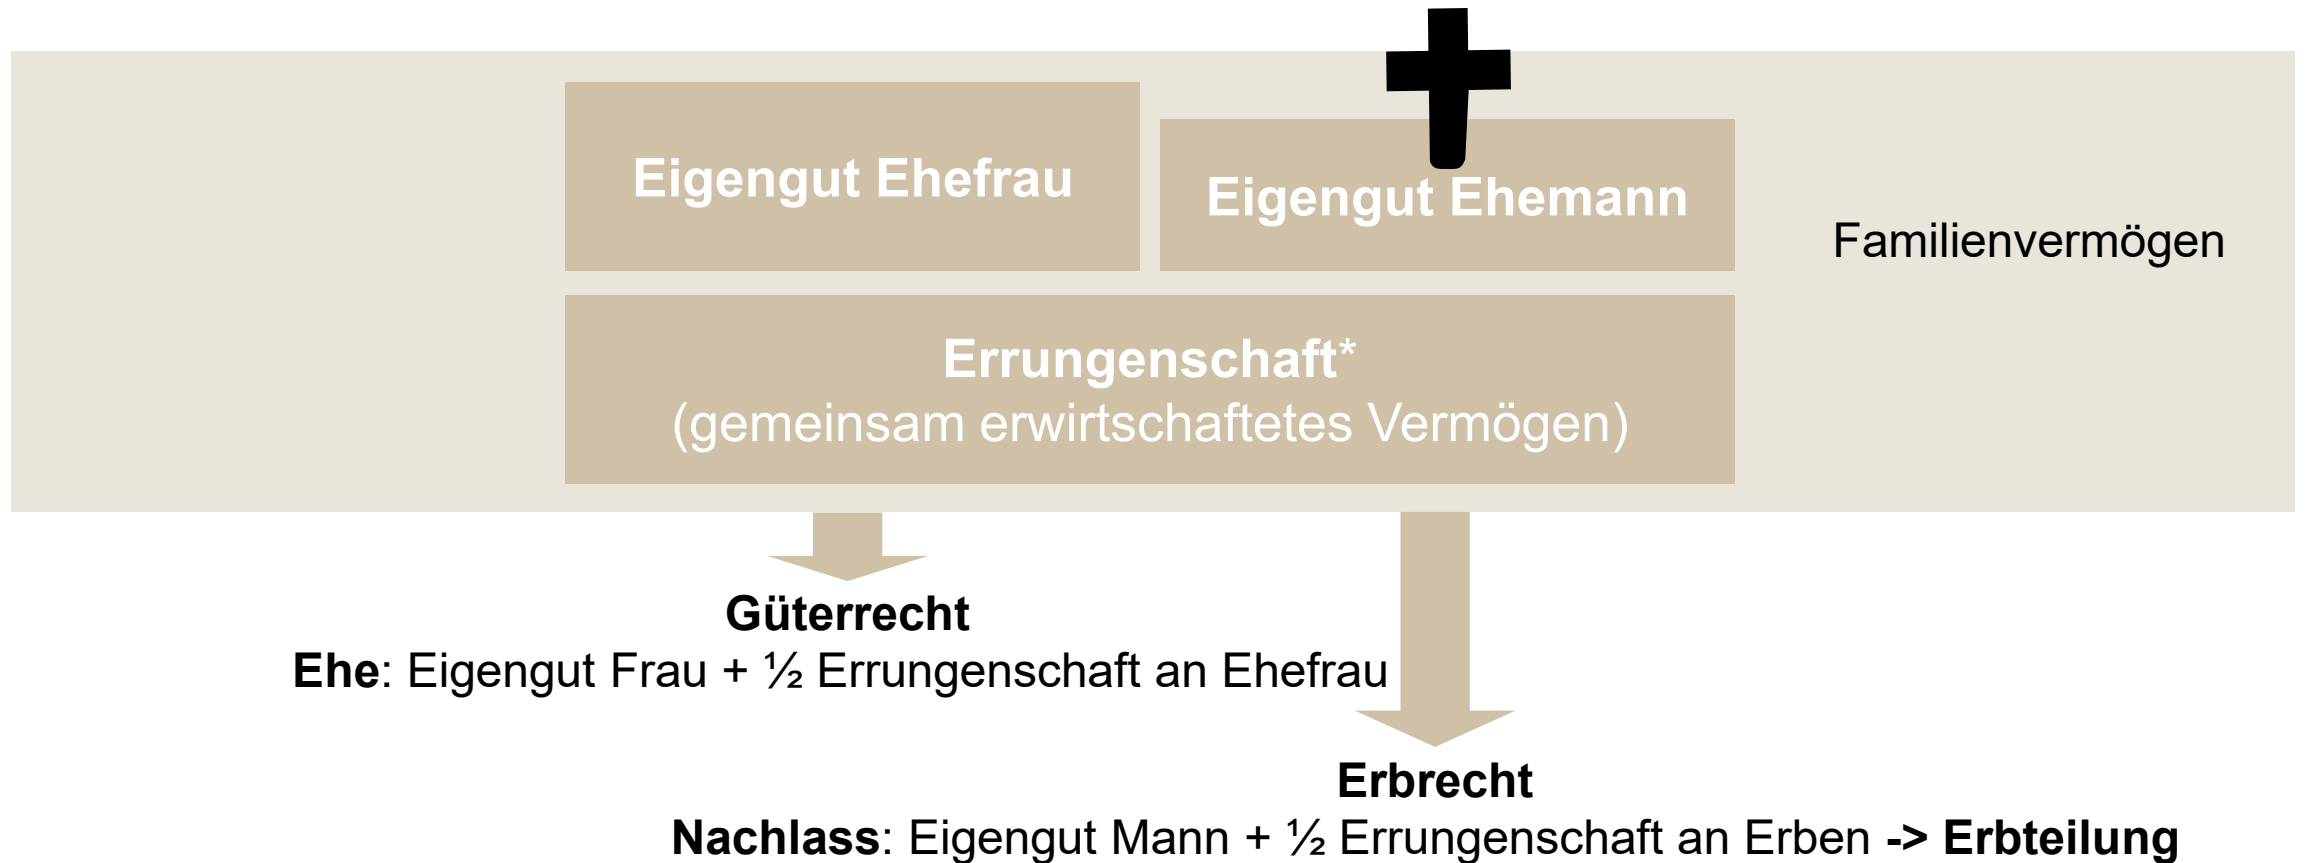 Eigengut Ehefrau
Eigengut Ehemann
Familienvermögen
Errungenschaft*
(gemeinsam erwirtschaftetes Vermögen)
Güterrecht
Ehe: Eigengut Frau + ½ Errungenschaft an Ehefrau
Erbrecht
Nachlass: Eigengut Mann + ½ Errungenschaft an Erben -> Erbteilung